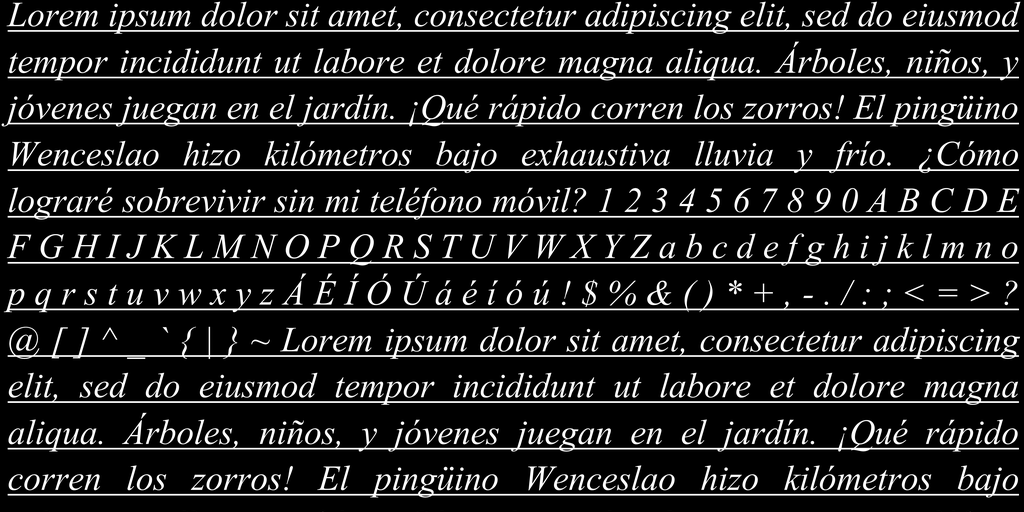 Lorem ipsum dolor sit amet, consectetur adipiscing elit, sed do eiusmod
tempor incididunt ut labore et dolore magna aliqua. Árboles, niños, y
jóvenes juegan en el jardín. ¡Qué rápido corren los zorros! El pingüino
Wenceslao hizo kilómetros bajo exhaustiva lluvia y frío. ¿Cómo
lograré sobrevivir sin mi teléfono móvil? 1 2 3 4 5 6 7 8 9 0 A B C D E
F G H I J K L M N O P Q R S T U V W X Y Z a b c d e f g h i j k l m n o
p q r s t u v w x y z Á É Í Ó Ú á é í ó ú ! $ % & ( ) * + , - . / : ; < = > ?
@ [ ] ^ _ ` { | } ~ Lorem ipsum dolor sit amet, consectetur adipiscing
elit, sed do eiusmod tempor incididunt ut labore et dolore magna
aliqua. Árboles, niños, y jóvenes juegan en el jardín. ¡Qué rápido
corren los zorros! El pingüino Wenceslao hizo kilómetros bajo